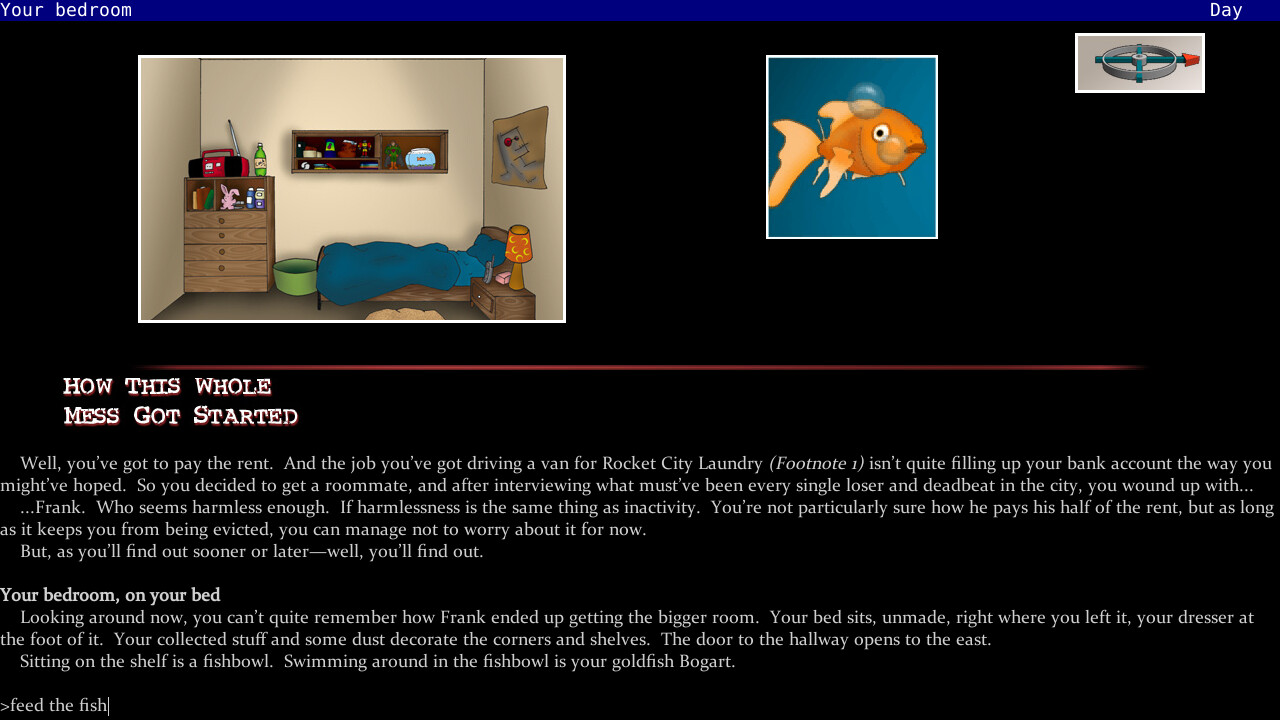 Your bedroom Day
How This Whole
Mess Got Started
Well, you’ve got to pay the rent.  And the job you’ve got driving a van for Rocket City Laundry (Footnote 1) isn’t quite filling up your bank account the way you
might’ve hoped.  So you decided to get a roommate, and after interviewing what must’ve been every single loser and deadbeat in the city, you wound up with...
...Frank.  Who seems harmless enough.  If harmlessness is the same thing as inactivity.  You’re not particularly sure how he pays his half of the rent, but as long
as it keeps you from being evicted, you can manage not to worry about it for now.
But, as you’ll find out sooner or later—well, you’ll find out.
Your bedroom, on your bed
Looking around now, you can’t quite remember how Frank ended up getting the bigger room.  Your bed sits, unmade, right where you left it, your dresser at
the foot of it.  Your collected stuff and some dust decorate the corners and shelves.  The door to the hallway opens to the east.
Sitting on the shelf is a fishbowl.  Swimming around in the fishbowl is your goldfish Bogart.
>feed the fish